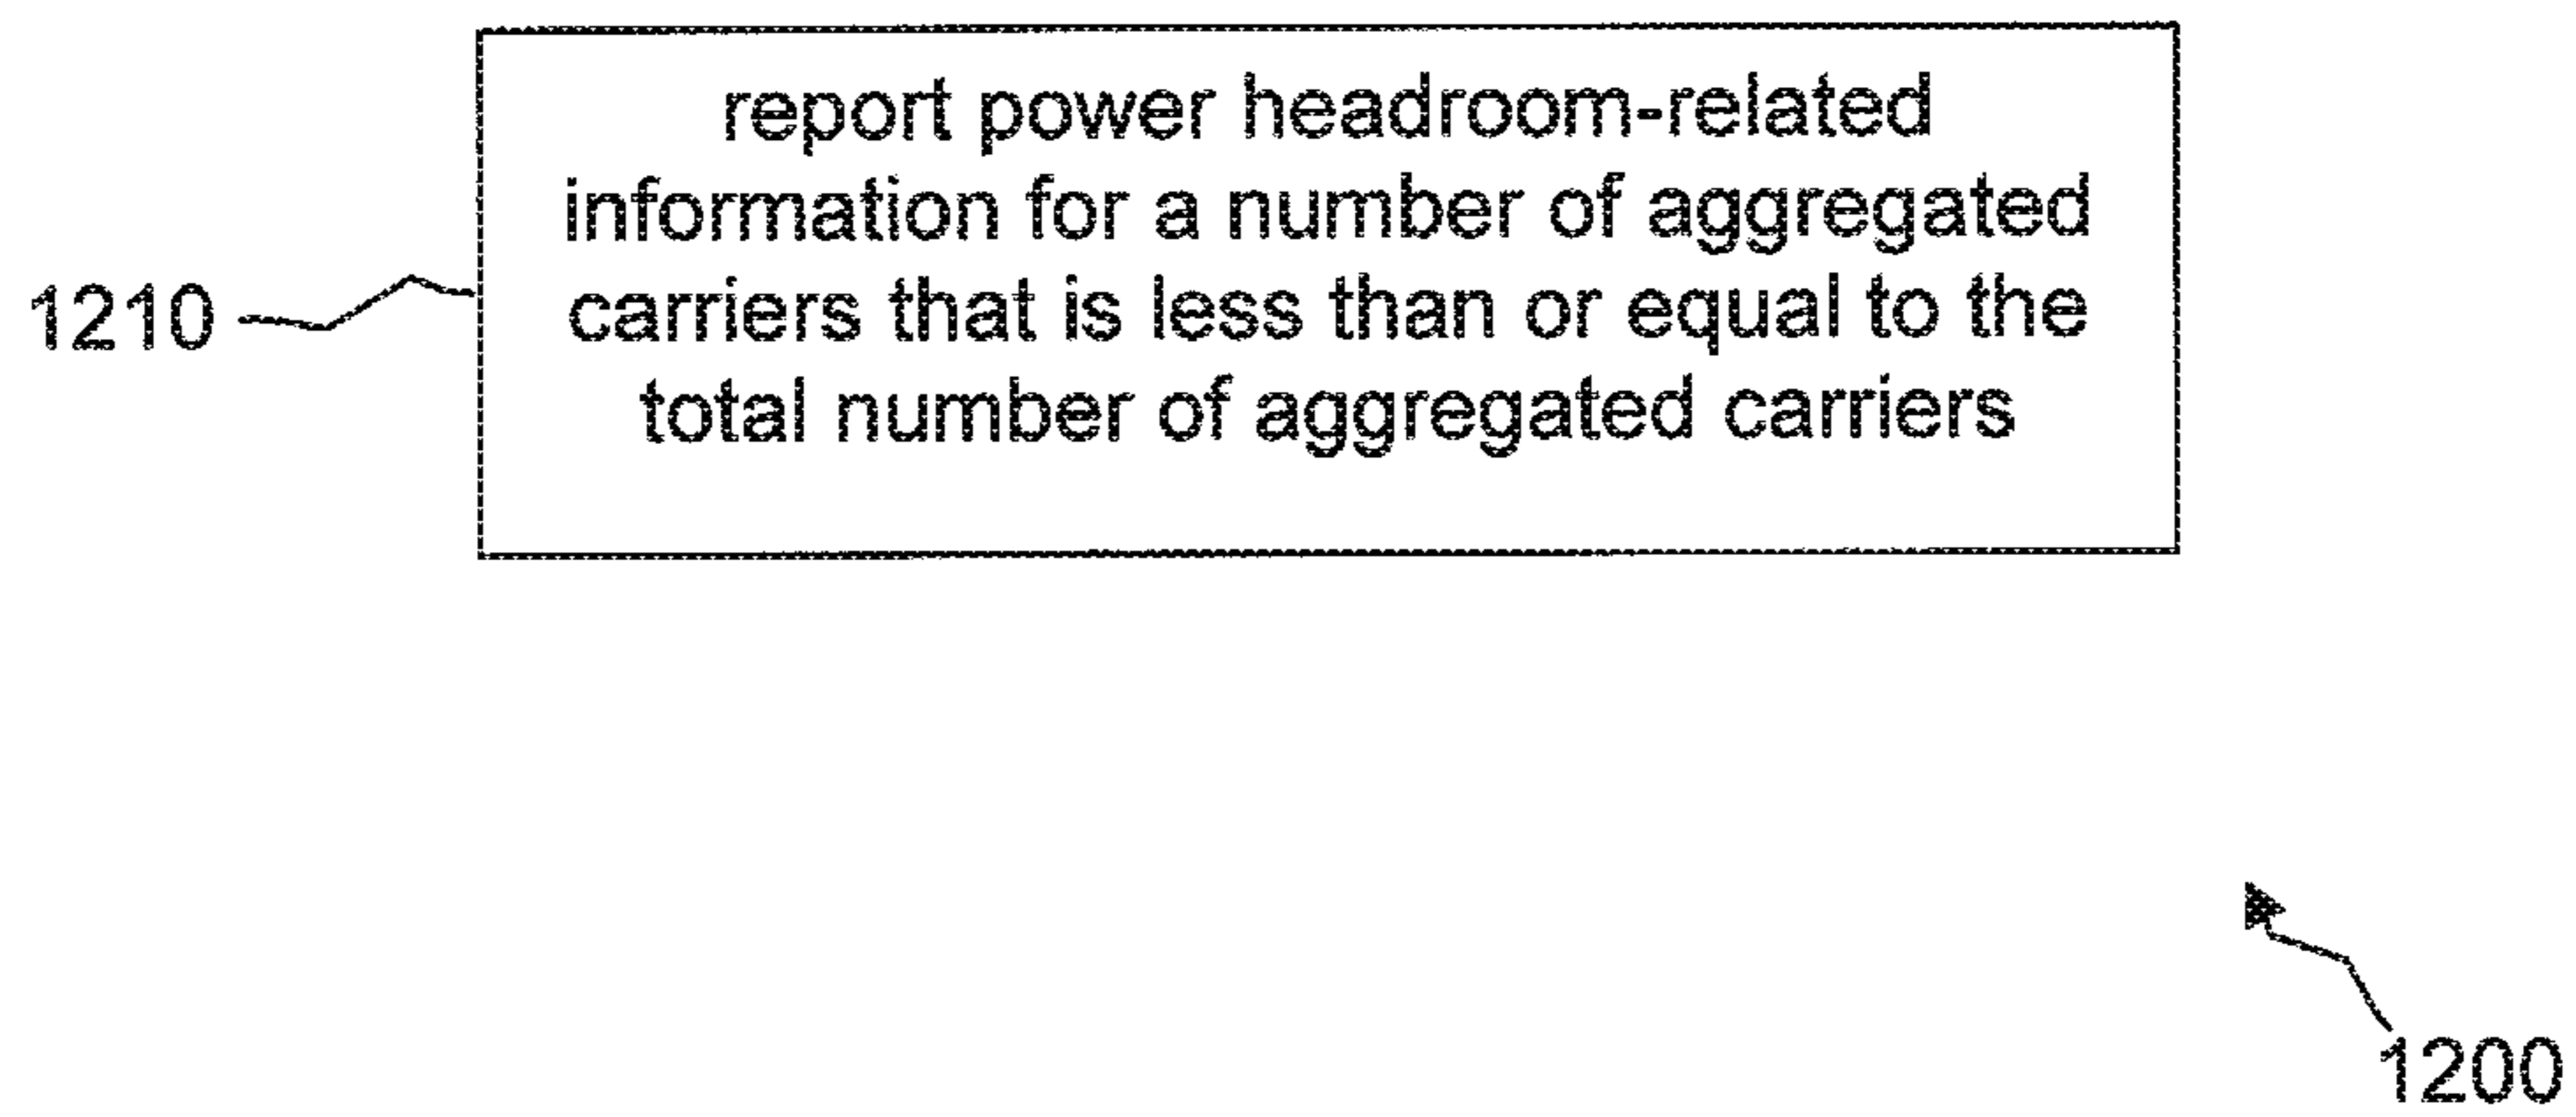 report power headroom-related
information for a number of aggregated
carriers that is less than or equal to the
total number of aggregated carriers
1210
1200